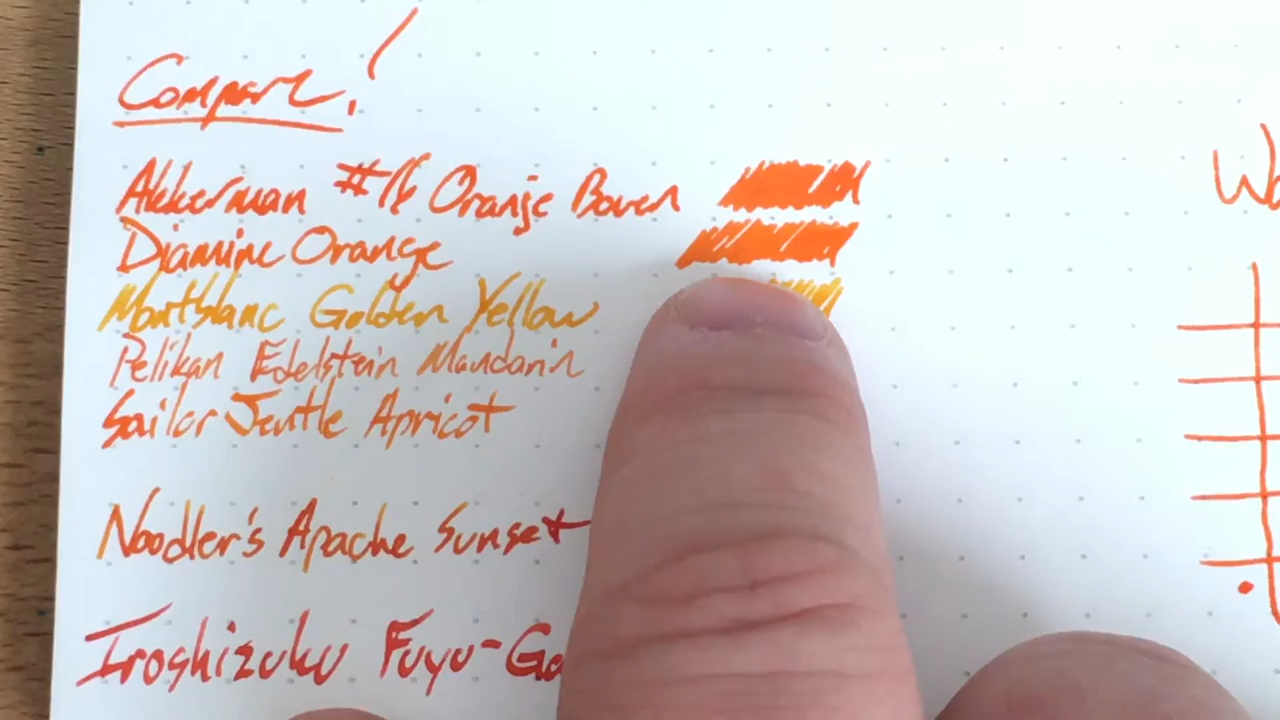 Compare!
Akkerman #16 Oranje Boven
Diamine Orange
Montblanc Golden Yellow
Pelikan Edelstein Mandarin
Sailor Jentle Apricot
Noodler's Apache Sunset
Iroshizuku Fuyu-Ga